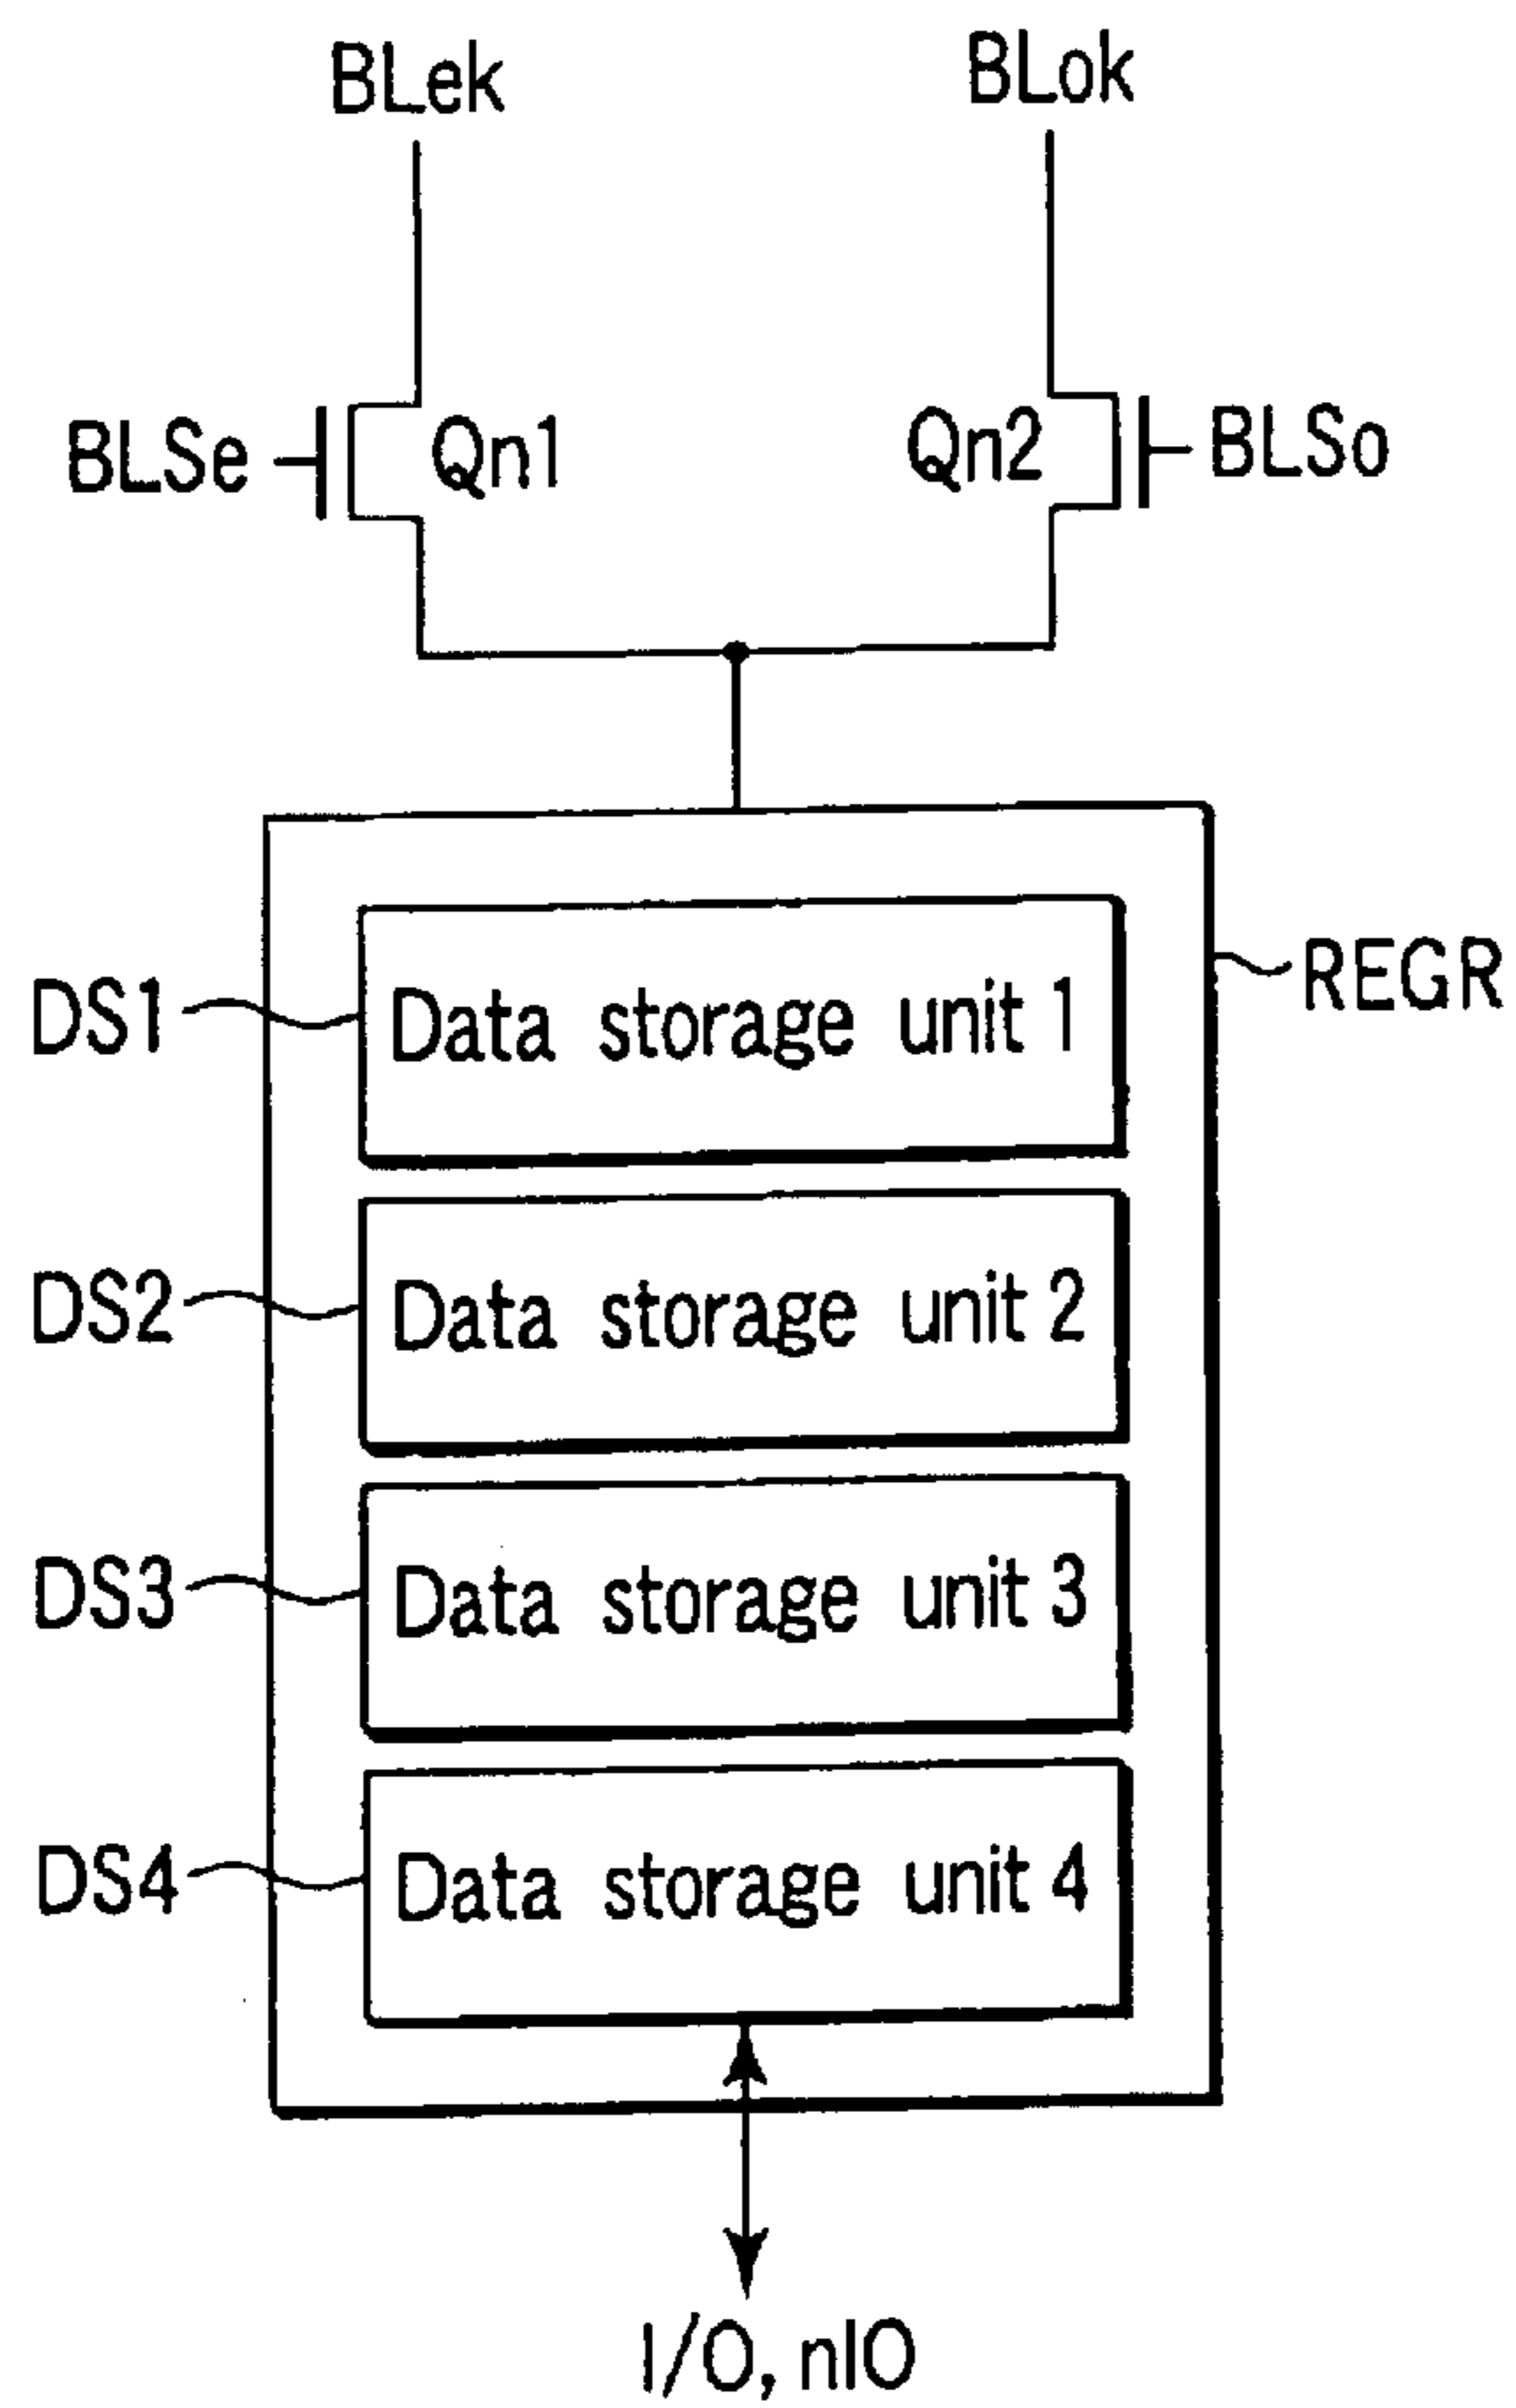 BLek
BLok
BLSe
Qn1
Qn2
BLSo
REGR
DS1
Data storage unit 1
DS2
Data storage unit 2
DS3
Data storage unit 3
DS4
Data storage unit 4
I/O, nIO